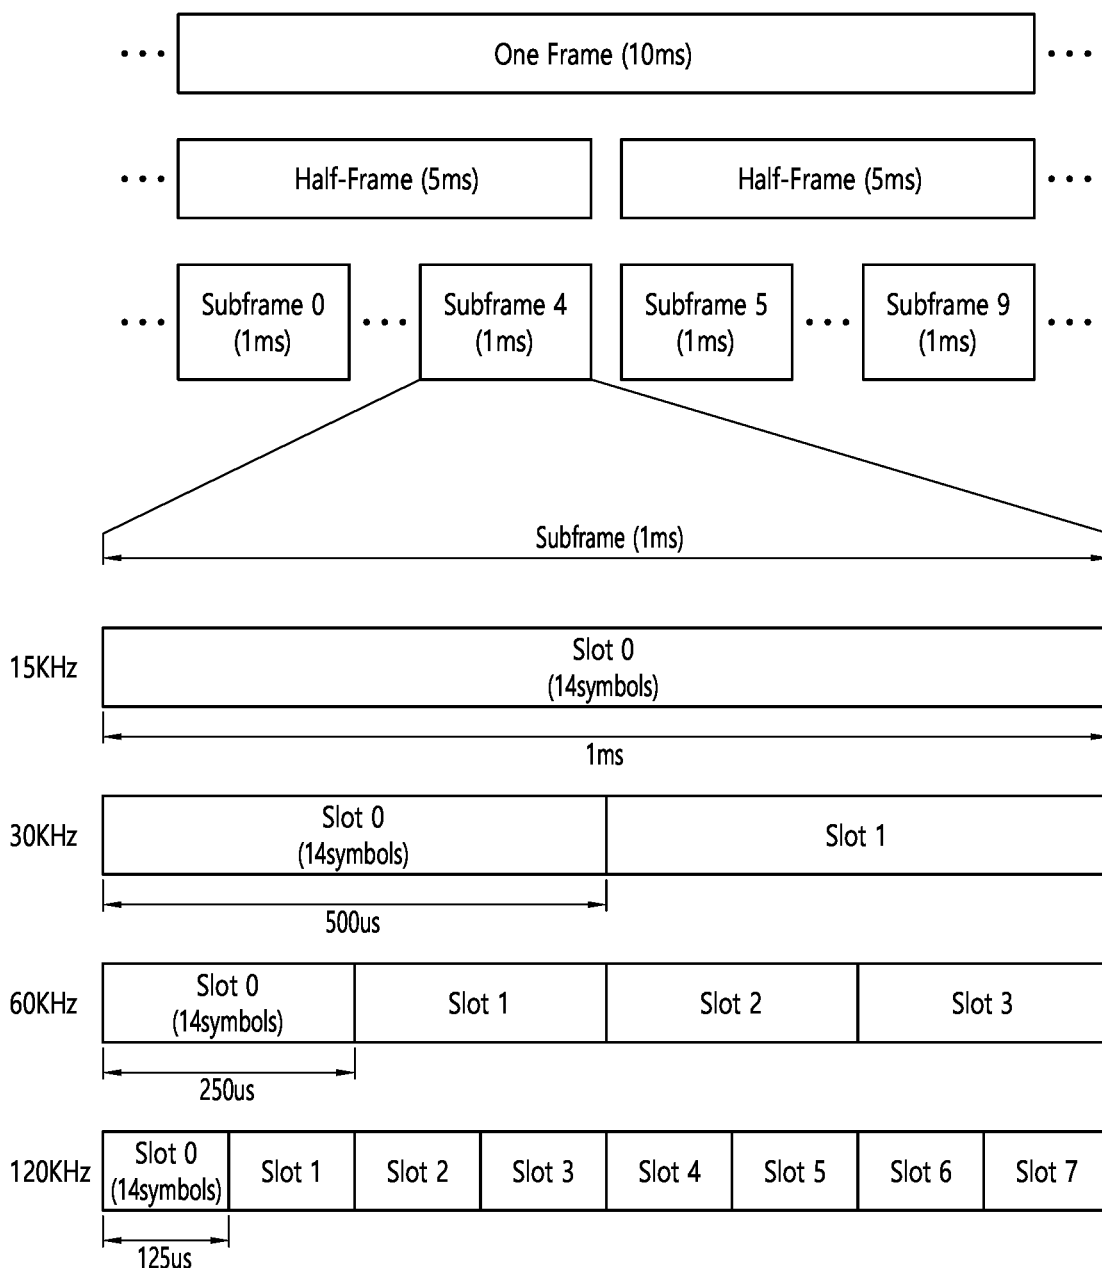 One Frame (10ms)
Half-Frame (5ms)
Half-Frame (5ms)
Subframe 0
(1ms)
Subframe 4
(1ms)
Subframe 5
(1ms)
Subframe 9
(1ms)
Subframe (1ms)
15KHz
Slot 0
(14symbols)
1ms
30KHz
Slot 0
(14symbols)
Slot 1
500us
60KHz
Slot 0
(14symbols)
Slot 1
Slot 2
Slot 3
250us
120KHz
Slot 0
(14symbols)
Slot 1
Slot 2
Slot 3
Slot 4
Slot 5
Slot 6
Slot 7
125us